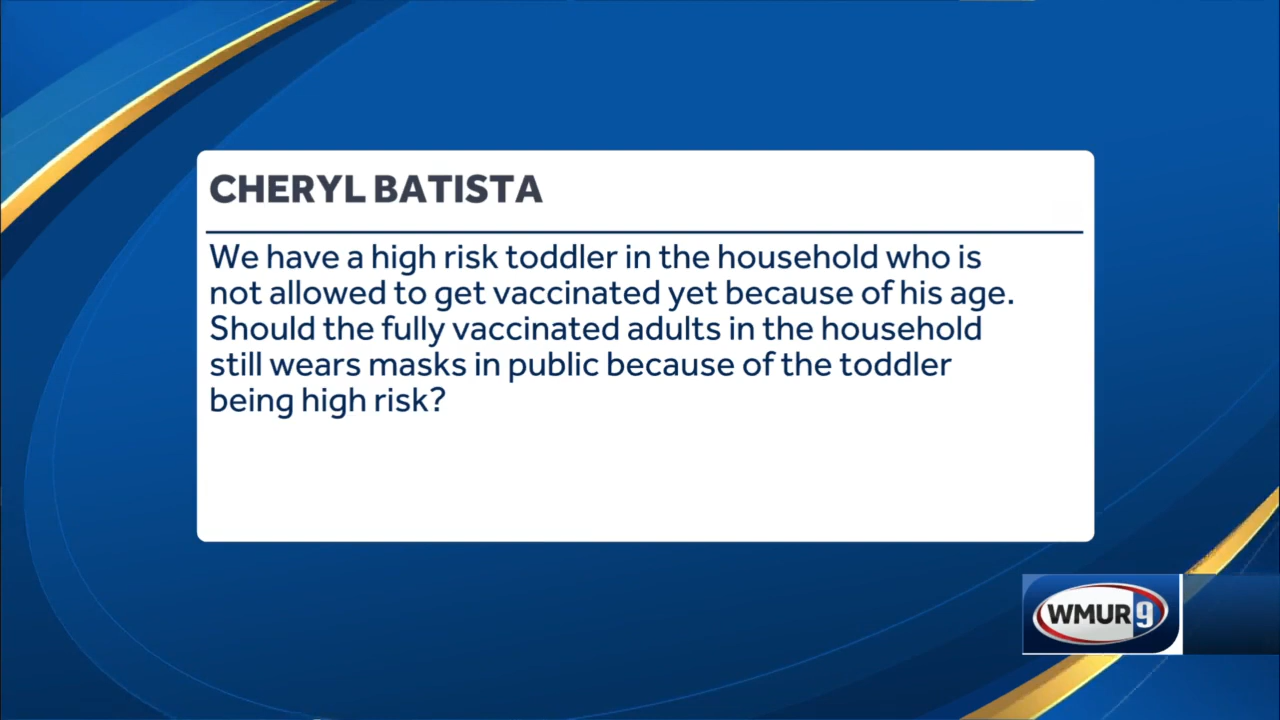 CHERYL BATISTA
We have a high risk toddler in the household who is
not allowed to get vaccinated yet because of his age.
Should the fully vaccinated adults in the household
still wears masks in public because of the toddler
being high risk?
WMUR 9